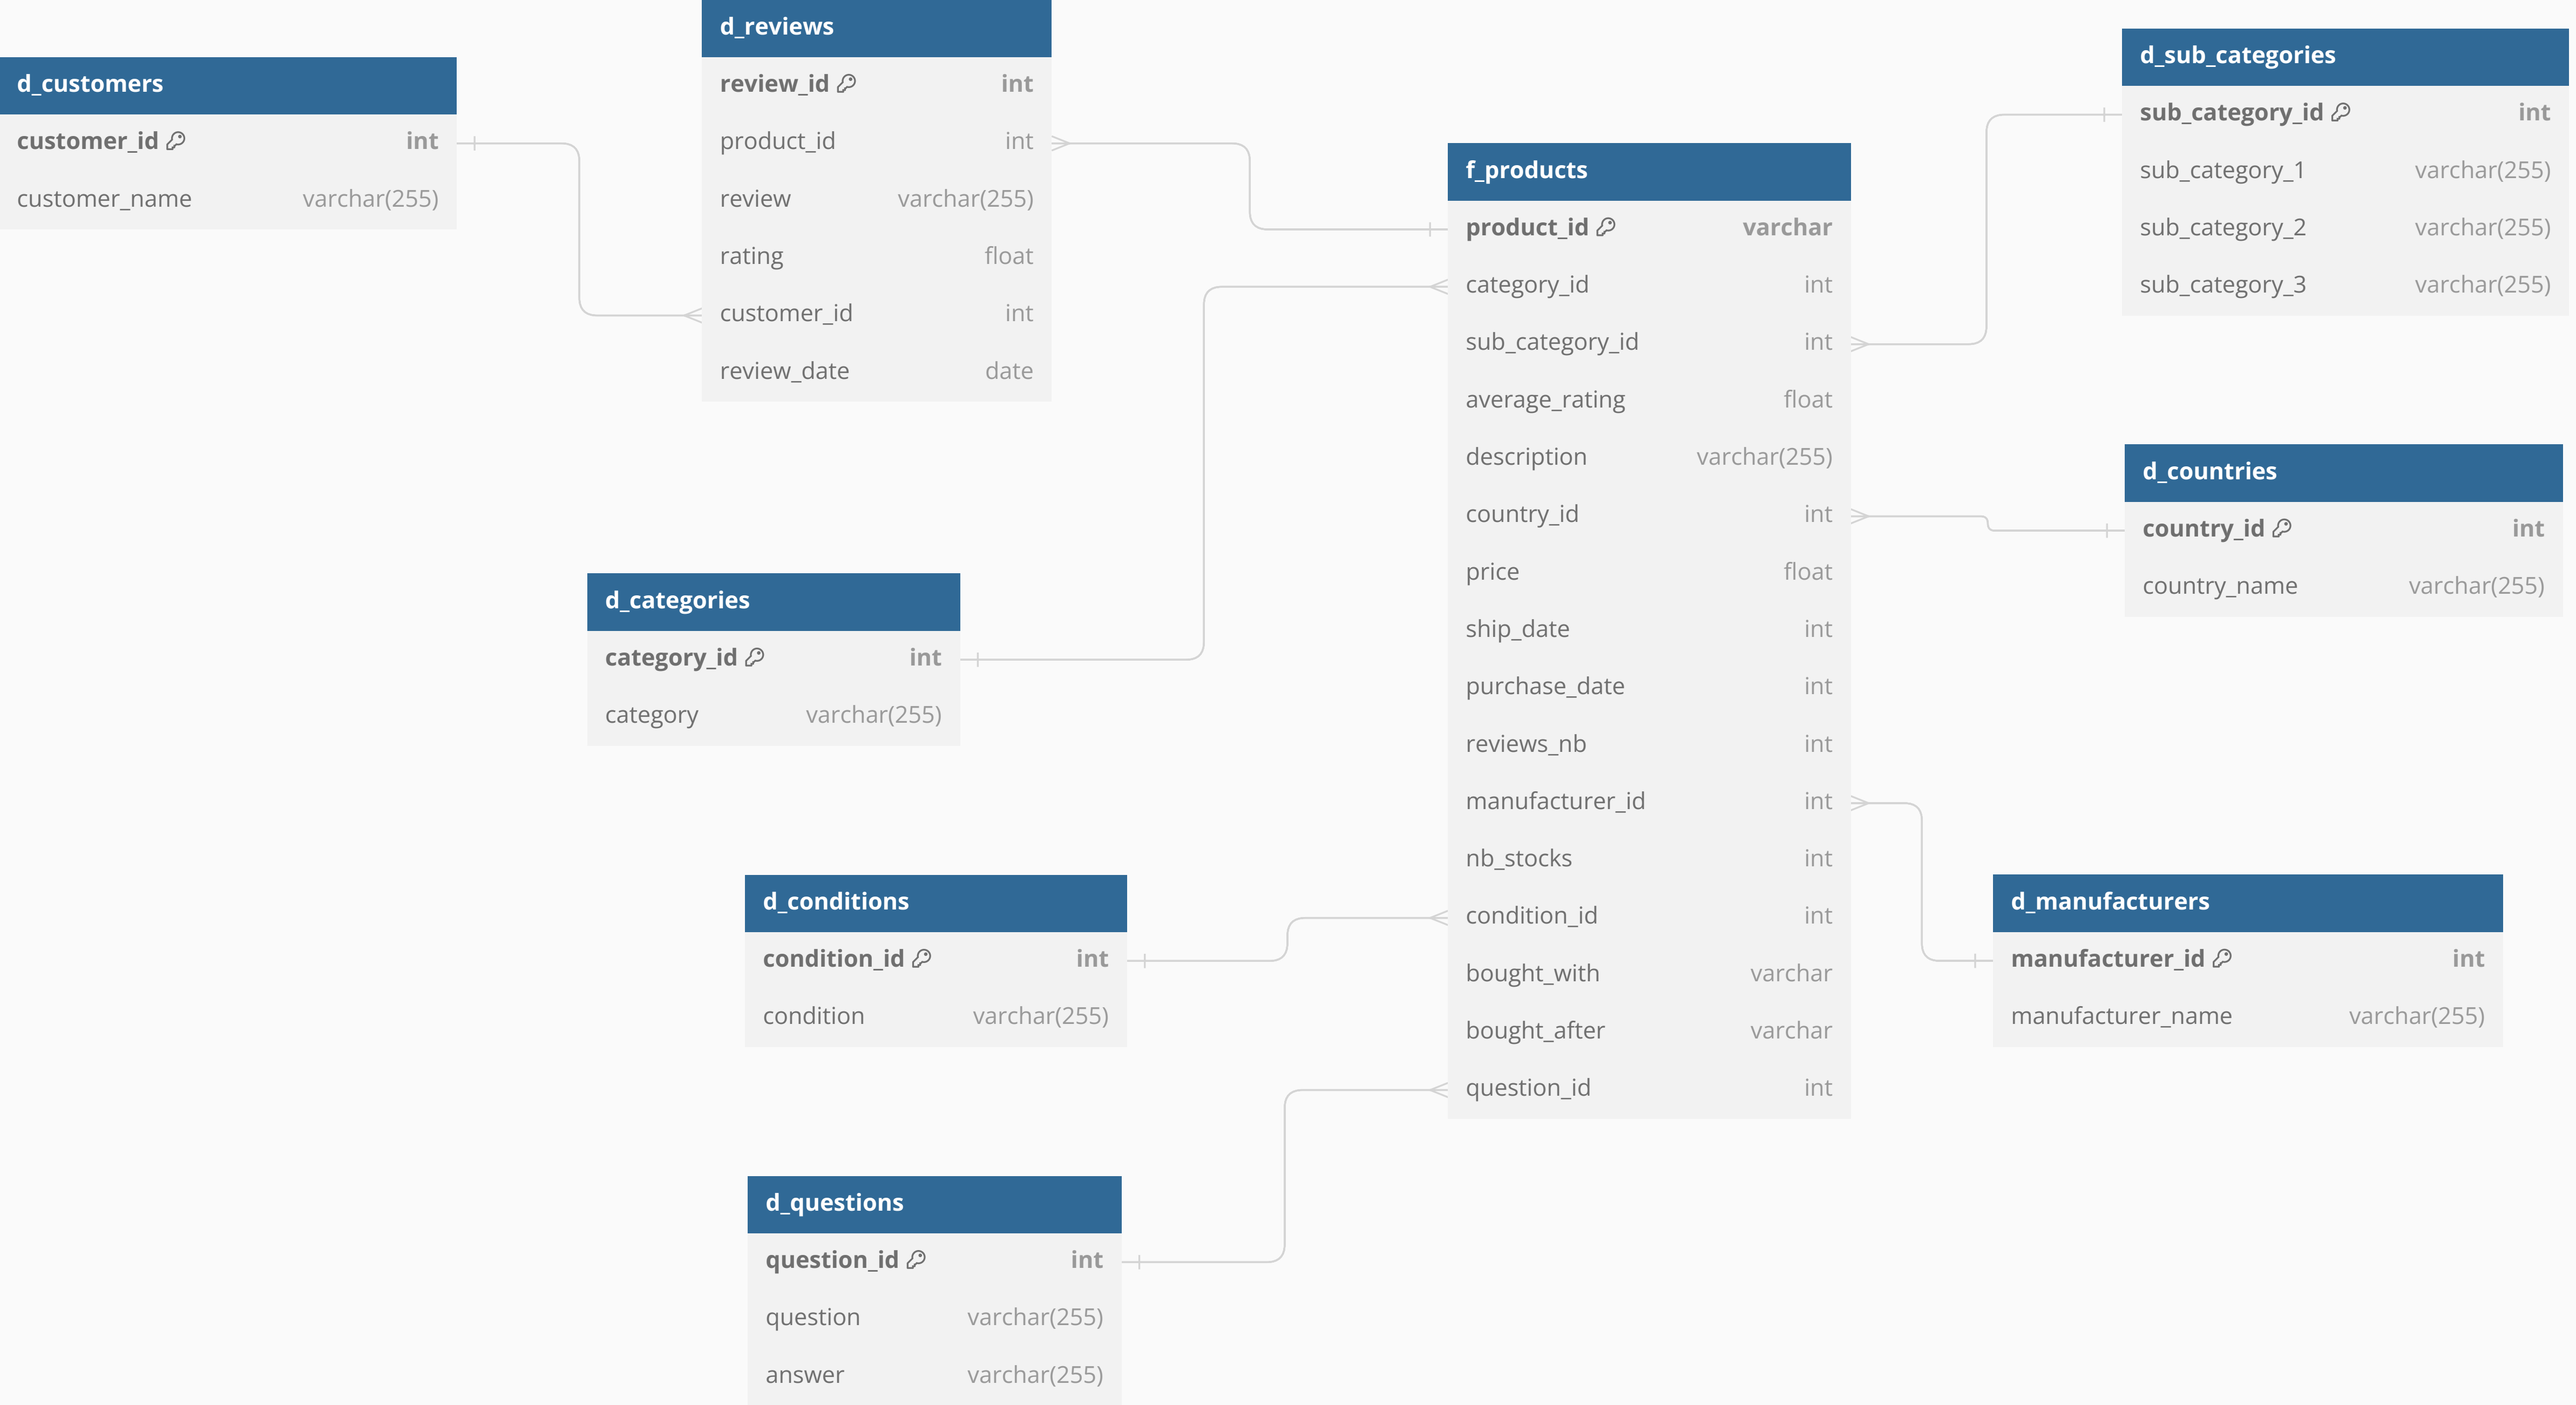 d_customers
customer_id int
customer_name varchar(255)
d_reviews
review_id int
product_id int
review varchar(255)
rating float
customer_id int
review_date date
f_products
product_id varchar
category_id int
sub_category_id int
average_rating float
description varchar(255)
country_id int
price float
ship_date int
purchase_date int
reviews_nb int
manufacturer_id int
nb_stocks int
condition_id int
bought_with varchar
bought_after varchar
question_id int
d_sub_categories
sub_category_id int
sub_category_1 varchar(255)
sub_category_2 varchar(255)
sub_category_3 varchar(255)
d_countries
country_id int
country_name varchar(255)
d_categories
category_id int
category varchar(255)
d_conditions
condition_id int
condition varchar(255)
d_manufacturers
manufacturer_id int
manufacturer_name varchar(255)
d_questions
question_id int
question varchar(255)
answer varchar(255)